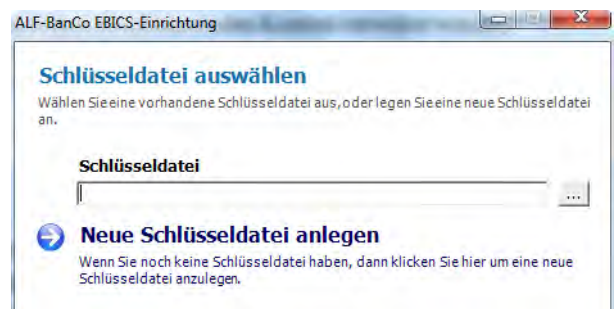 ALF-BanCo EBICS-Einrichtung
Schlüsseldatei auswählen
Wählen Sie eine vorhandene Schlüsseldatei aus, oder legen Sie eine neue Schlüsseldatei
an.
Schlüsseldatei
...
Neue Schlüsseldatei anlegen
Wenn Sie noch keine Schlüsseldatei haben, dann klicken Sie hier um eine neue
Schlüsseldatei anzulegen.